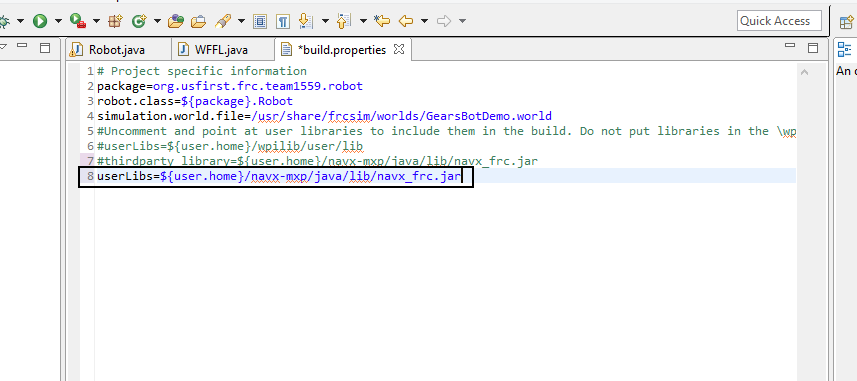 Quick Access
Robot.java
WFFL.java
*build.properties
An
1 # Project specific information
2 package=org.usfirst.frc.team1559.robot
3 robot.class=${package}.Robot
4 simulation.world.file=/usr/share/frcsim/worlds/GearsBotDemo.world
5 #Uncomment and point at user libraries to include them in the build. Do not put libraries in the \wp
6 #userLibs=${user.home}/wpilib/user/lib
7 #thirdparty library=${user.home}/navx-mxp/java/lib/navx_frc.jar
8 userLibs=${user.home}/navx-mxp/java/lib/navx_frc.jar